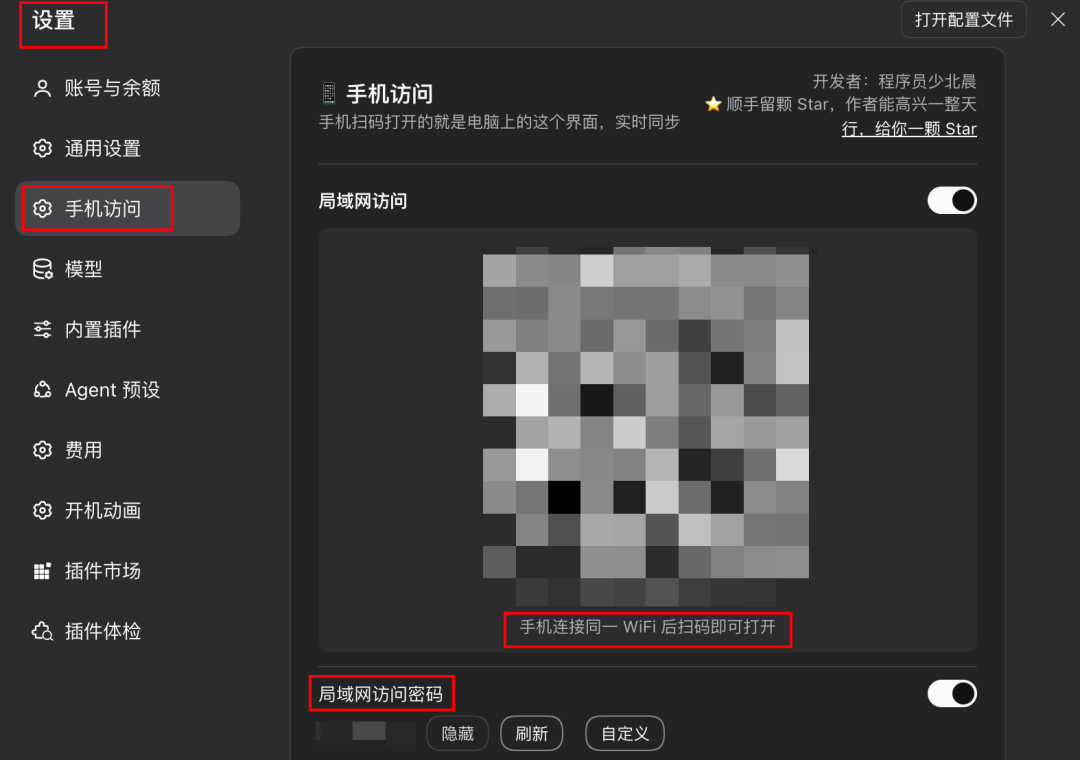 设置
打开配置文件
账号与余额
通用设置
手机访问
模型
内置插件
Agent 预设
费用
开机动画
插件市场
插件体检
手机访问
手机扫码打开的就是电脑上的这个界面，实时同步
开发者：程序员少北晨
顺手留颗 Star，作者能高兴一整天
行，给你一颗 Star
局域网访问
手机连接同一 WiFi 后扫码即可打开
局域网访问密码
隐藏
刷新
自定义